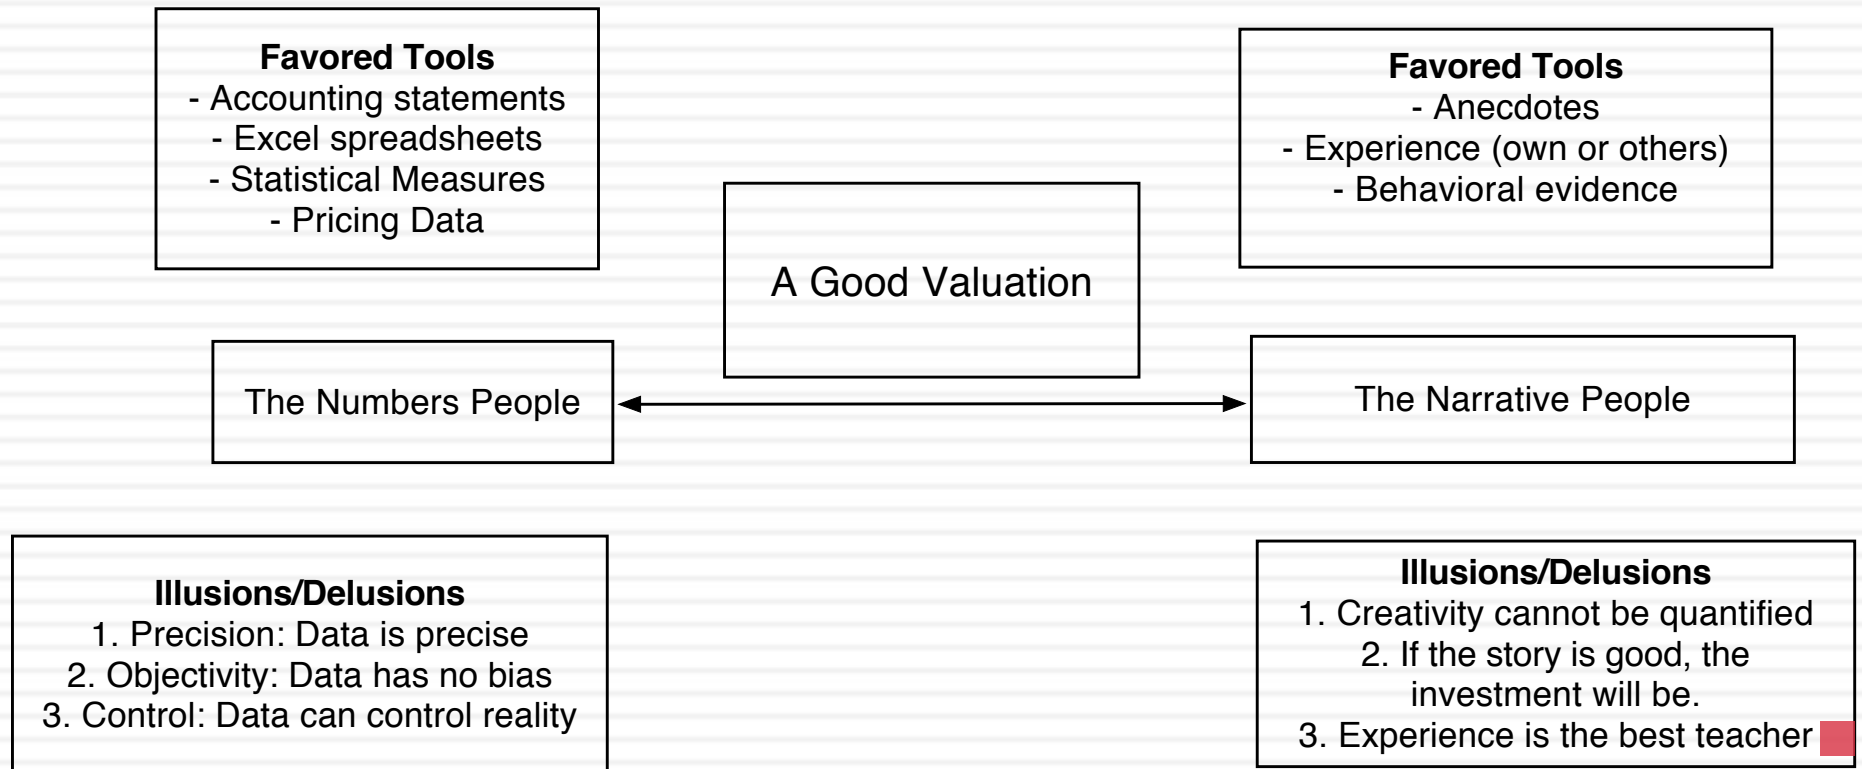 Favored Tools
- Accounting statements
- Excel spreadsheets
- Statistical Measures
- Pricing Data
Favored Tools
- Anecdotes
- Experience (own or others)
- Behavioral evidence
A Good Valuation
The Numbers People
The Narrative People
Illusions/Delusions
1. Precision: Data is precise
2. Objectivity: Data has no bias
3. Control: Data can control reality
Illusions/Delusions
1. Creativity cannot be quantified
2. If the story is good, the
investment will be.
3. Experience is the best teacher